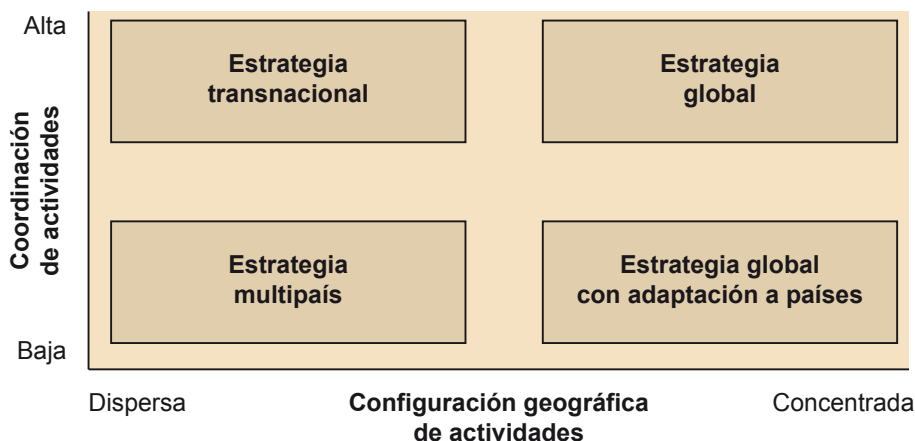 Alta
Estrategia
transnacional
Estrategia
global
Coordinación
de actividades
Estrategia
multipaís
Estrategia global
con adaptación a países
Baja
Dispersa
Configuración geográfica
de actividades
Concentrada